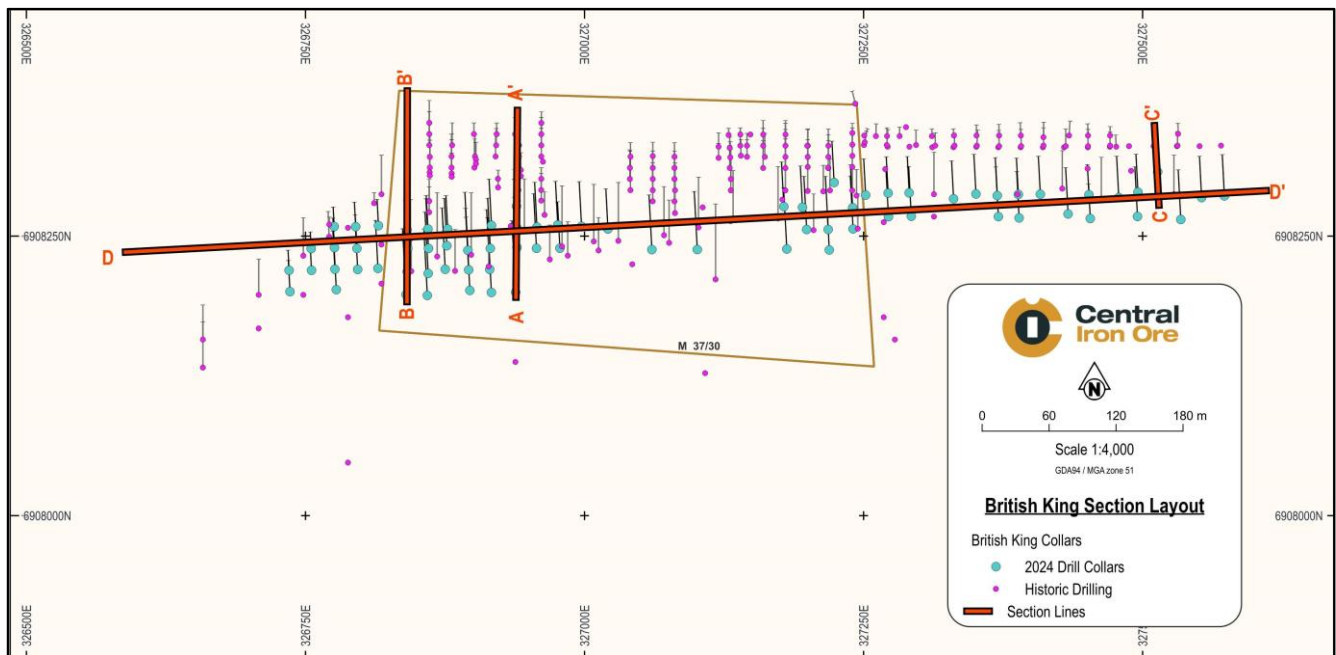 326500E
326750E
327000E
327250E
327500E
B'
A'
C'
D'
D
C
B
A
6908250N
6908250N
M 37/30
Central
Iron Ore
N
0 60 120 180 m
Scale 1:4,000
GDA94 / MGA zone 51
British King Section Layout
British King Collars
2024 Drill Collars
Historic Drilling
Section Lines
6908000N
6908000N
326500E
326750E
327000E
327250E